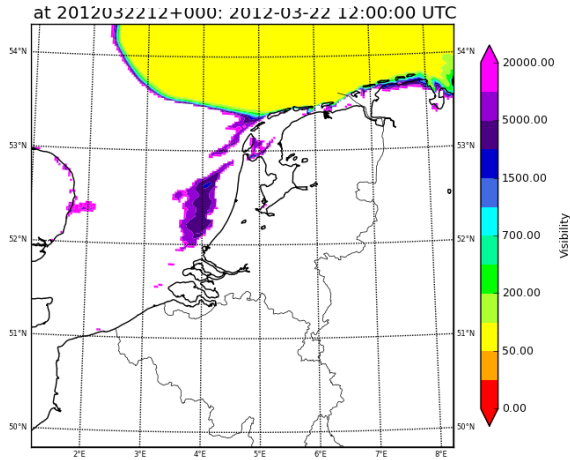 at 2012032212+000: 2012-03-22 12:00:00 UTC
54°N
54°N
53°N
53°N
52°N
52°N
51°N
51°N
50°N
50°N
2°E 3°E 4°E 5°E 6°E 7°E 8°E
20000.00
5000.00
1500.00
700.00
200.00
50.00
0.00
Visibility